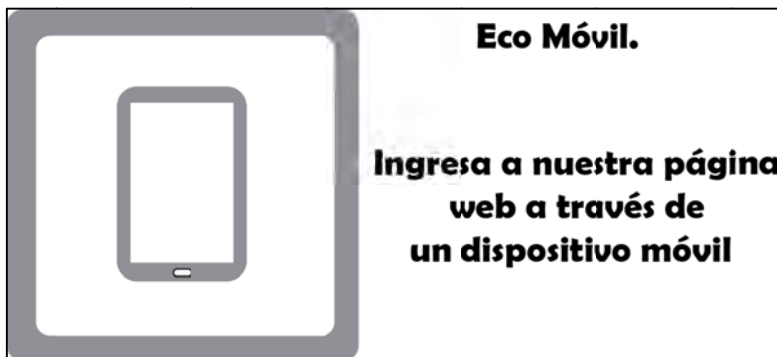 Eco Móvil.
Ingresa a nuestra página
web a través de
un dispositivo móvil